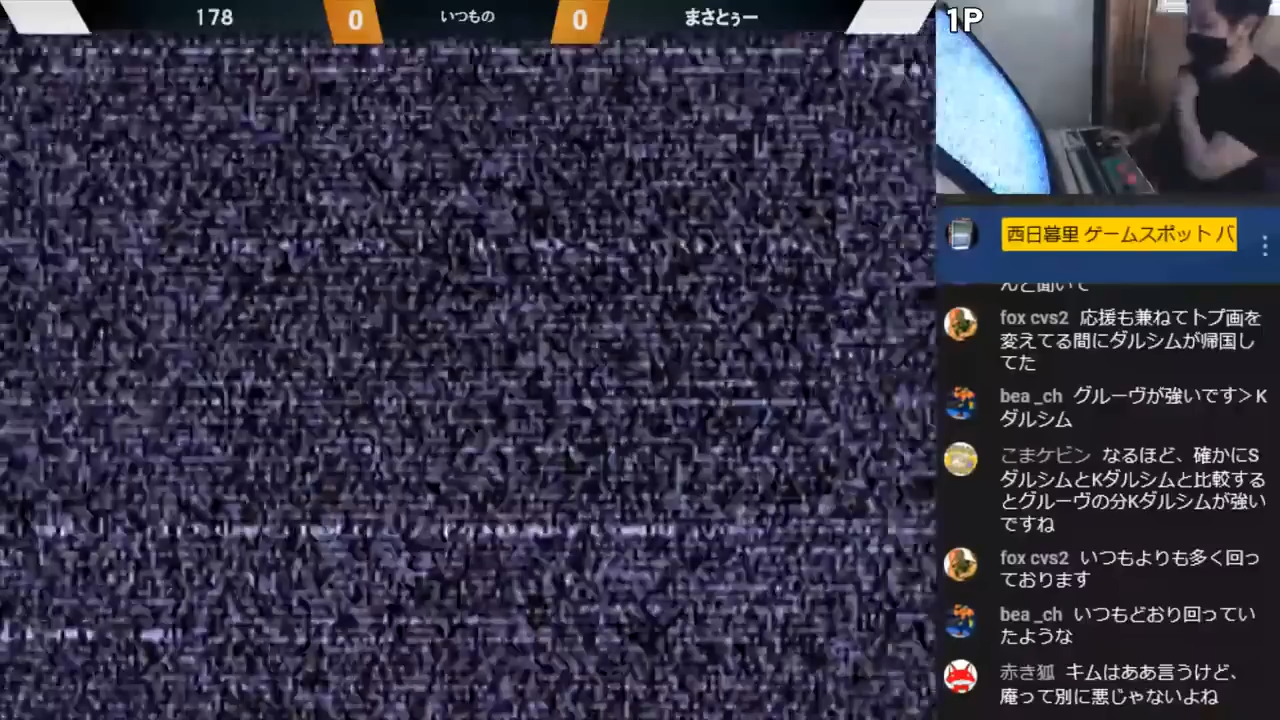 178 0 いつもの 0 まさとぅー
1P
西日暮里 ゲームスポット バ
んと聞いて
fox cvs2 応援も兼ねてトプ画を
変えてる間にダルシムが帰国し
てた
bea _ch グルーヴが強いです＞K
ダルシム
こまケビン なるほど、確かにS
ダルシムとKダルシムと比較する
とグルーヴの分Kダルシムが強い
ですね
fox cvs2 いつもよりも多く回っ
ております
bea _ch いつもどおり回ってい
たような
赤き狐 キムはああ言うけど、
庵って別に悪じゃないよね